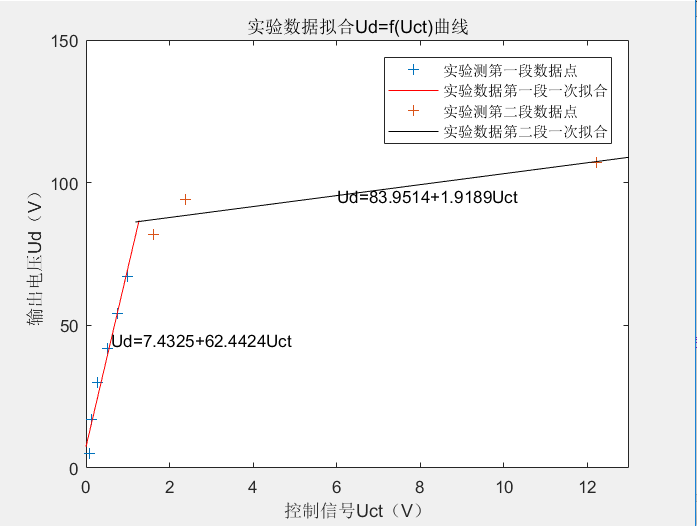 实验数据拟合Ud=f(Uct)曲线
150
100
50
0
输出电压Ud（V）
实验测第一段数据点
实验数据第一段一次拟合
实验测第二段数据点
实验数据第二段一次拟合
Ud=83.9514+1.9189Uct
Ud=7.4325+62.4424Uct
0 2 4 6 8 10 12
控制信号Uct（V）